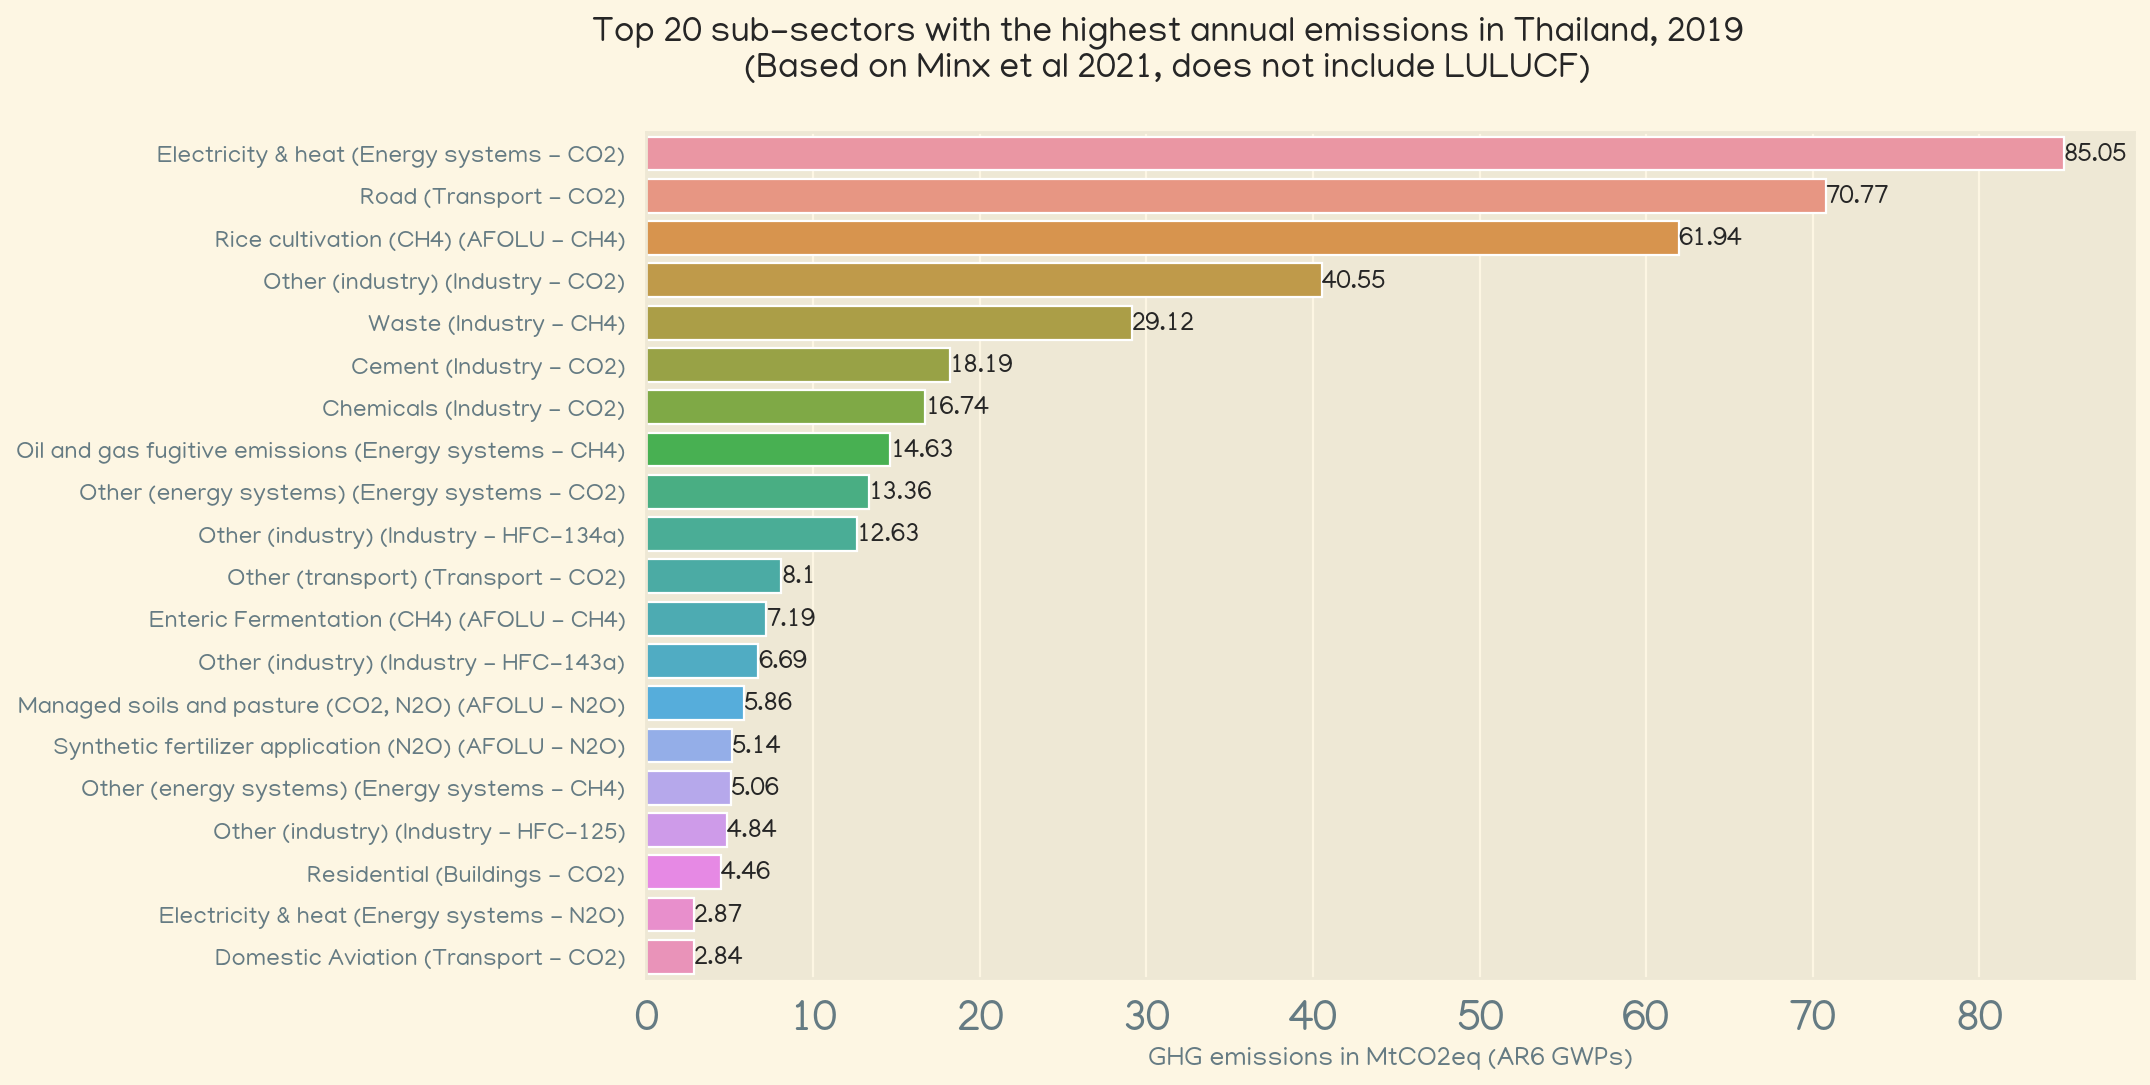 Top 20 sub-sectors with the highest annual emissions in Thailand, 2019
(Based on Minx et al 2021, does not include LULUCF)
Electricity & heat (Energy systems - CO2) 85.05
Road (Transport - CO2) 70.77
Rice cultivation (CH4) (AFOLU - CH4) 61.94
Other (industry) (Industry - CO2) 40.55
Waste (Industry - CH4) 29.12
Cement (Industry - CO2) 18.19
Chemicals (Industry - CO2) 16.74
Oil and gas fugitive emissions (Energy systems - CH4) 14.63
Other (energy systems) (Energy systems - CO2) 13.36
Other (industry) (Industry - HFC-134a) 12.63
Other (transport) (Transport - CO2) 8.1
Enteric Fermentation (CH4) (AFOLU - CH4) 7.19
Other (industry) (Industry - HFC-143a) 6.69
Managed soils and pasture (CO2, N2O) (AFOLU - N2O) 5.86
Synthetic fertilizer application (N2O) (AFOLU - N2O) 5.14
Other (energy systems) (Energy systems - CH4) 5.06
Other (industry) (Industry - HFC-125) 4.84
Residential (Buildings - CO2) 4.46
Electricity & heat (Energy systems - N2O) 2.87
Domestic Aviation (Transport - CO2) 2.84
0 10 20 30 40 50 60 70 80
GHG emissions in MtCO2eq (AR6 GWPs)